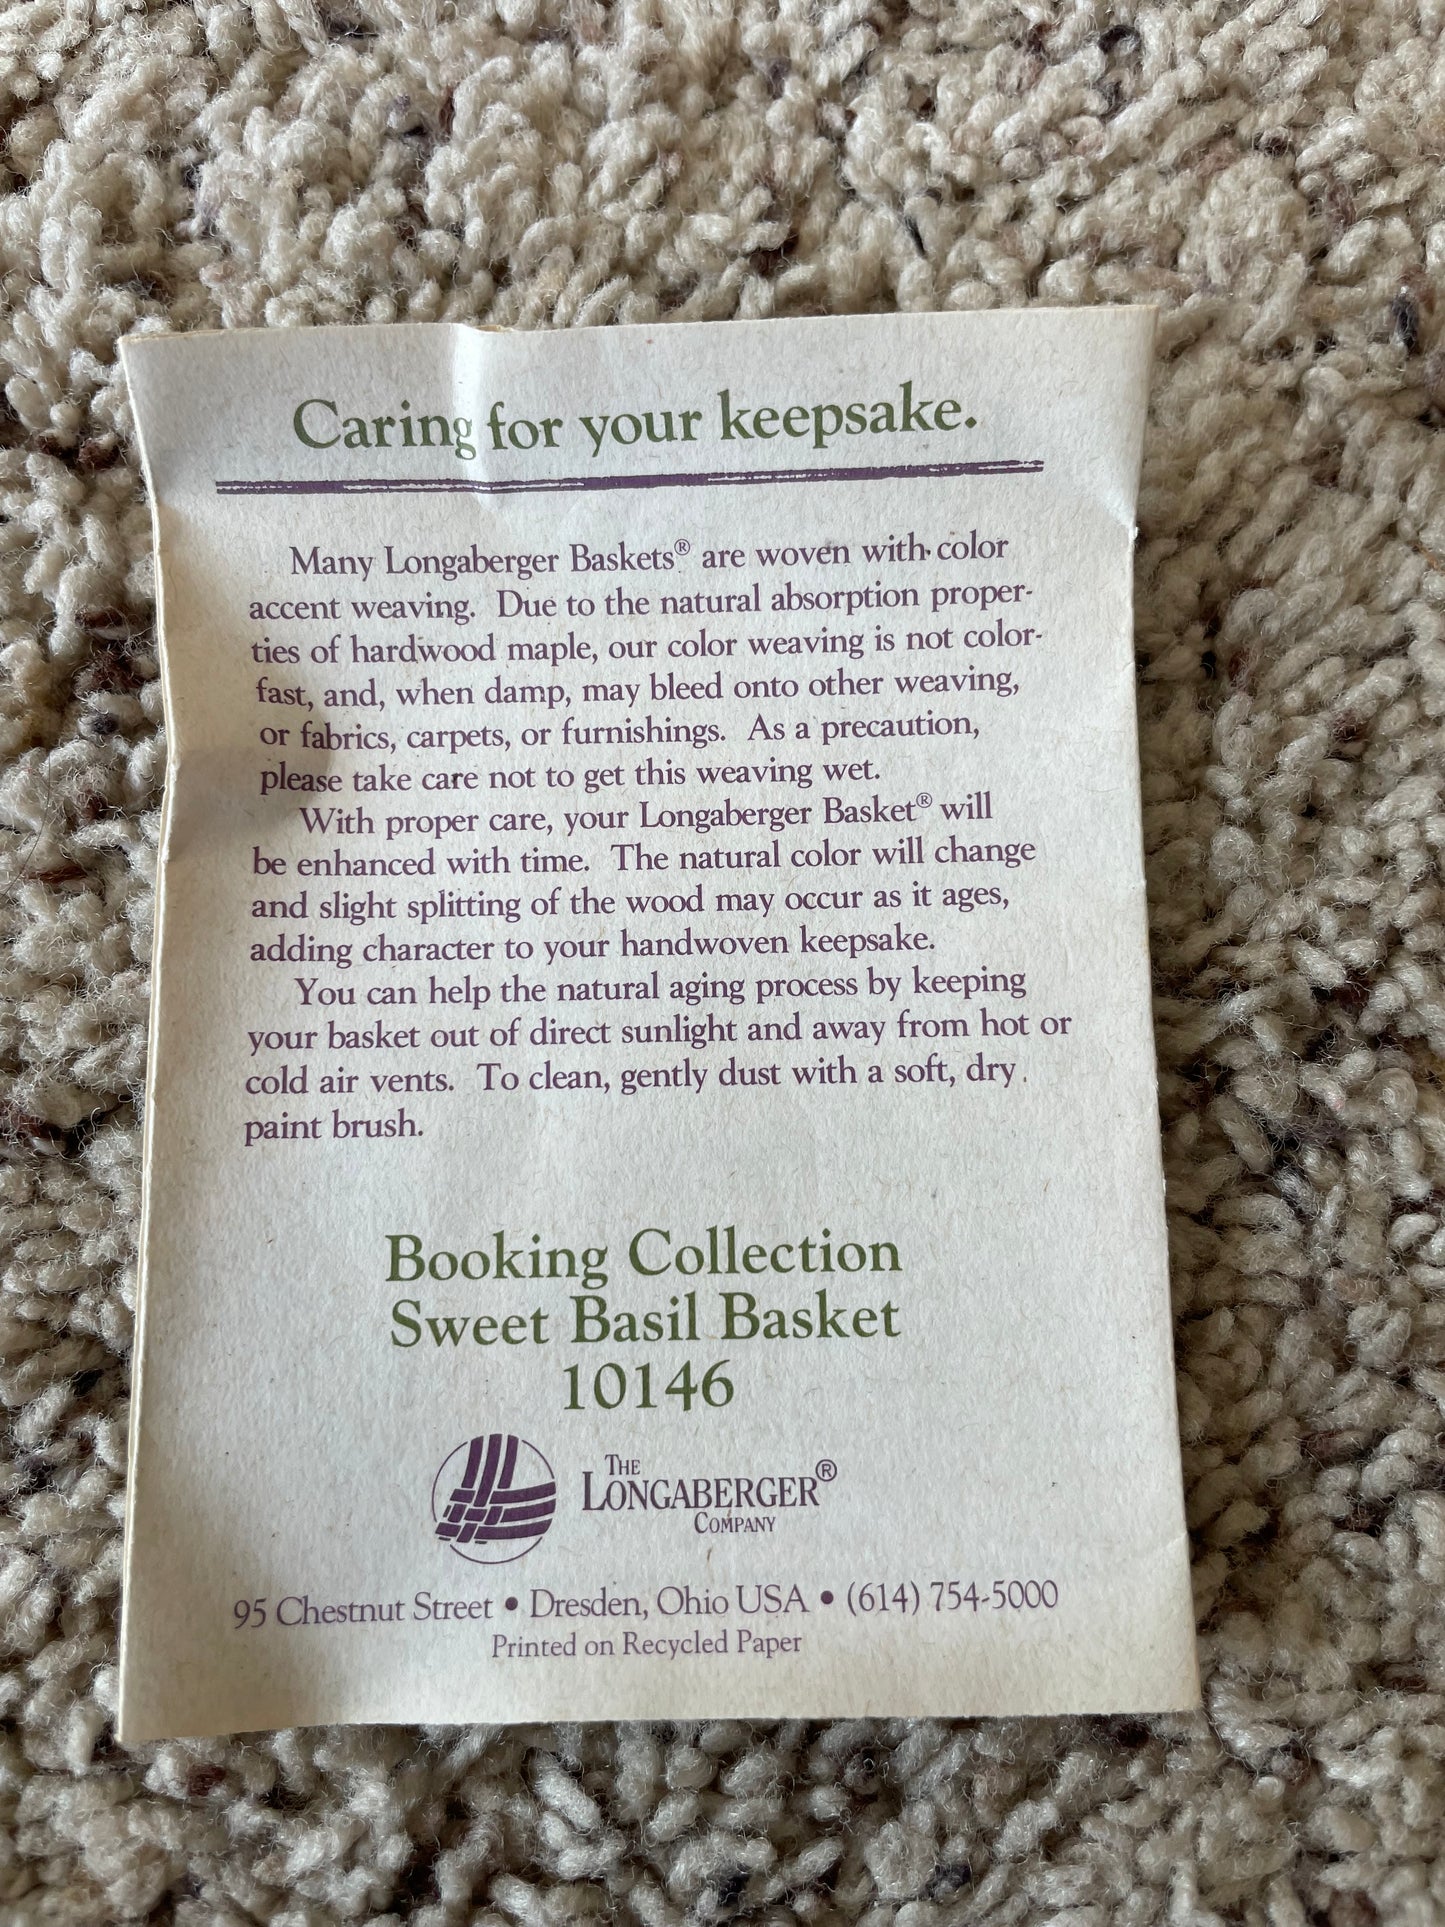 Caring for your keepsake.
Many Longaberger Baskets® are woven with color
accent weaving. Due to the natural absorption proper-
ties of hardwood maple, our color weaving is not color-
fast, and, when damp, may bleed onto other weaving,
or fabrics, carpets, or furnishings. As a precaution,
please take care not to get this weaving wet.
With proper care, your Longaberger Basket® will
be enhanced with time. The natural color will change
and slight splitting of the wood may occur as it ages,
adding character to your handwoven keepsake.
You can help the natural aging process by keeping
your basket out of direct sunlight and away from hot or
cold air vents. To clean, gently dust with a soft, dry
paint brush.
Booking Collection
Sweet Basil Basket
10146
THE
LONGABERGER®
COMPANY
95 Chestnut Street • Dresden, Ohio USA • (614) 754-5000
Printed on Recycled Paper